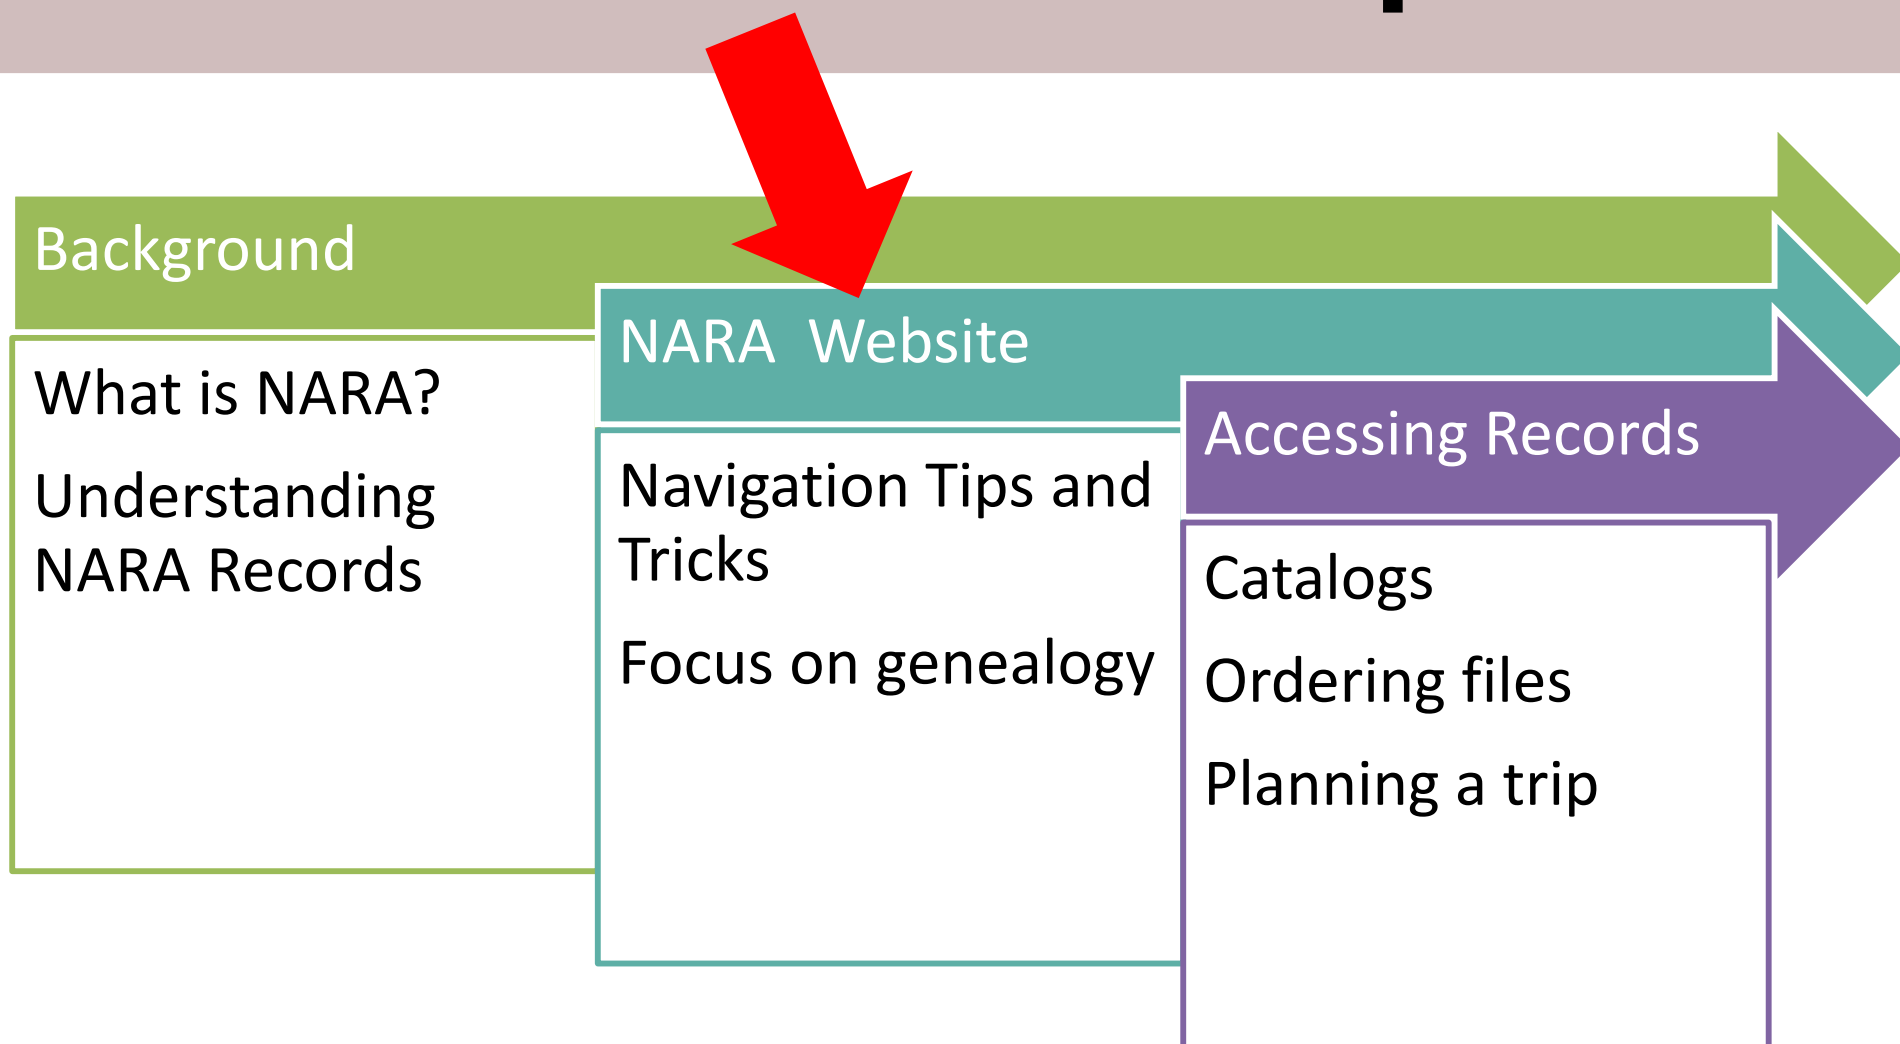 Background
What is NARA?
Understanding
NARA Records
NARA  Website
Navigation Tips and
Tricks
Focus on genealogy
Accessing Records
Catalogs
Ordering files
Planning a trip